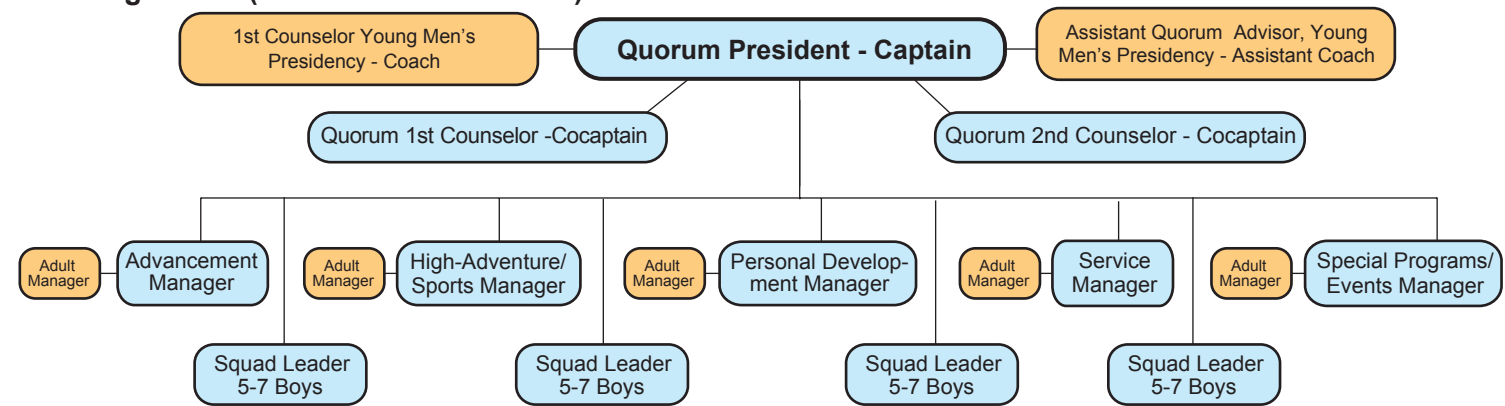 1st Counselor Young Men's
Presidency - Coach
Quorum President - Captain
Assistant Quorum  Advisor, Young
Men's Presidency - Assistant Coach
Quorum 1st Counselor -Cocaptain
Quorum 2nd Counselor - Cocaptain
Adult
Manager
Advancement
Manager
Adult
Manager
High-Adventure/
Sports Manager
Adult
Manager
Personal Develop-
ment Manager
Adult
Manager
Service
Manager
Adult
Manager
Special Programs/
Events Manager
Squad Leader
5-7 Boys
Squad Leader
5-7 Boys
Squad Leader
5-7 Boys
Squad Leader
5-7 Boys